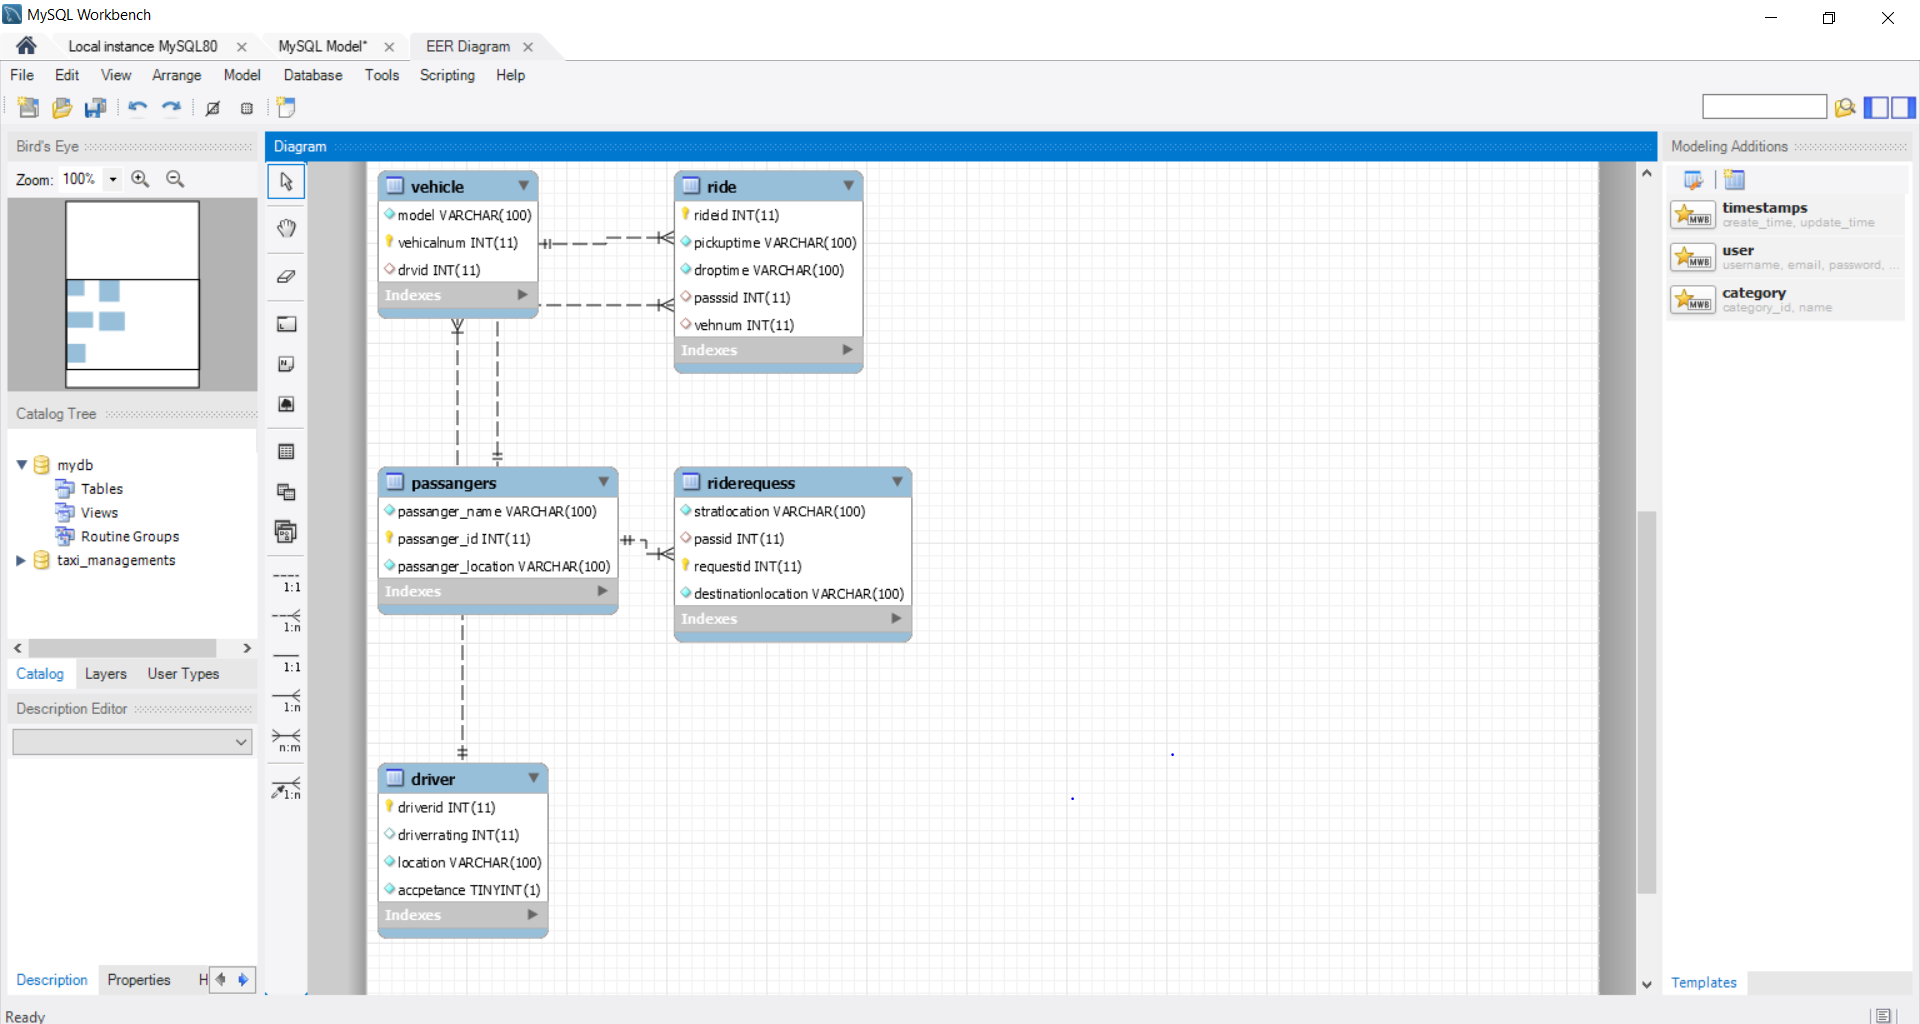 MySQL Workbench
Local instance MySQL80
MySQL Model*
EER Diagram
File Edit View Arrange Model Database Tools Scripting Help
Bird's Eye
Zoom: 100%
Catalog Tree
mydb
Tables
Views
Routine Groups
taxi_managements
Catalog Layers User Types
Description Editor
Description Properties H
Ready
Diagram
1:1
1:n
1:1
1:n
n:m
1:n
vehicle
model VARCHAR(100)
vehicalnum INT(11)
drvid INT(11)
Indexes
ride
rideid INT(11)
pickuptime VARCHAR(100)
droptime VARCHAR(100)
passsid INT(11)
vehnum INT(11)
Indexes
passangers
passanger_name VARCHAR(100)
passanger_id INT(11)
passanger_location VARCHAR(100)
Indexes
riderequess
stratlocation VARCHAR(100)
passid INT(11)
requestid INT(11)
destinationlocation VARCHAR(100)
Indexes
driver
driverid INT(11)
driverrating INT(11)
location VARCHAR(100)
accpetance TINYINT(1)
Indexes
Modeling Additions
MWB
timestamps
create_time, update_time
MWB
user
username, email, password, ...
MWB
category
category_id, name
Templates